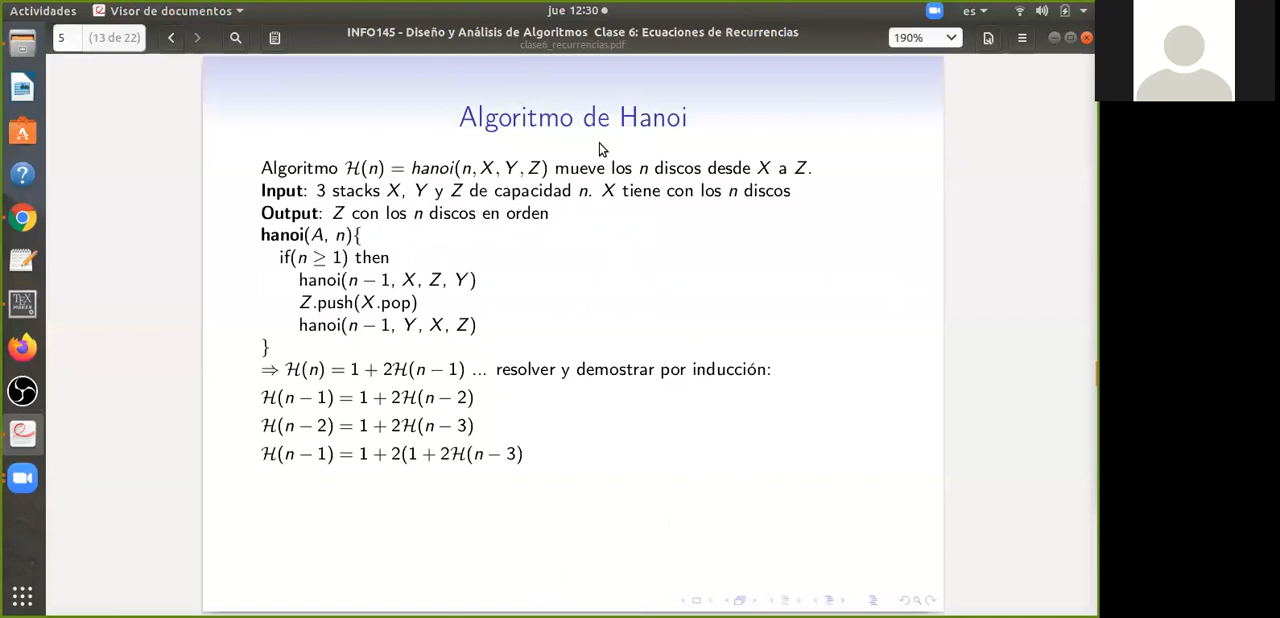 Actividades
Visor de documentos
jue 12:30
es
5
(13 de 22)
INFO145 - Diseño y Análisis de Algoritmos Clase 6: Ecuaciones de Recurrencias
clase6_recurrencias.pdf
190%
Algoritmo de Hanoi
Algoritmo ℋ(n) = hanoi(n, X, Y, Z) mueve los n discos desde X a Z.
Input: 3 stacks X, Y y Z de capacidad n. X tiene con los n discos
Output: Z con los n discos en orden
hanoi(A, n){
if(n ≥ 1) then
hanoi(n − 1, X, Z, Y)
Z.push(X.pop)
hanoi(n − 1, Y, X, Z)
}
⇒ ℋ(n) = 1 + 2ℋ(n − 1) ... resolver y demostrar por inducción:
ℋ(n − 1) = 1 + 2ℋ(n − 2)
ℋ(n − 2) = 1 + 2ℋ(n − 3)
ℋ(n − 1) = 1 + 2(1 + 2ℋ(n − 3)